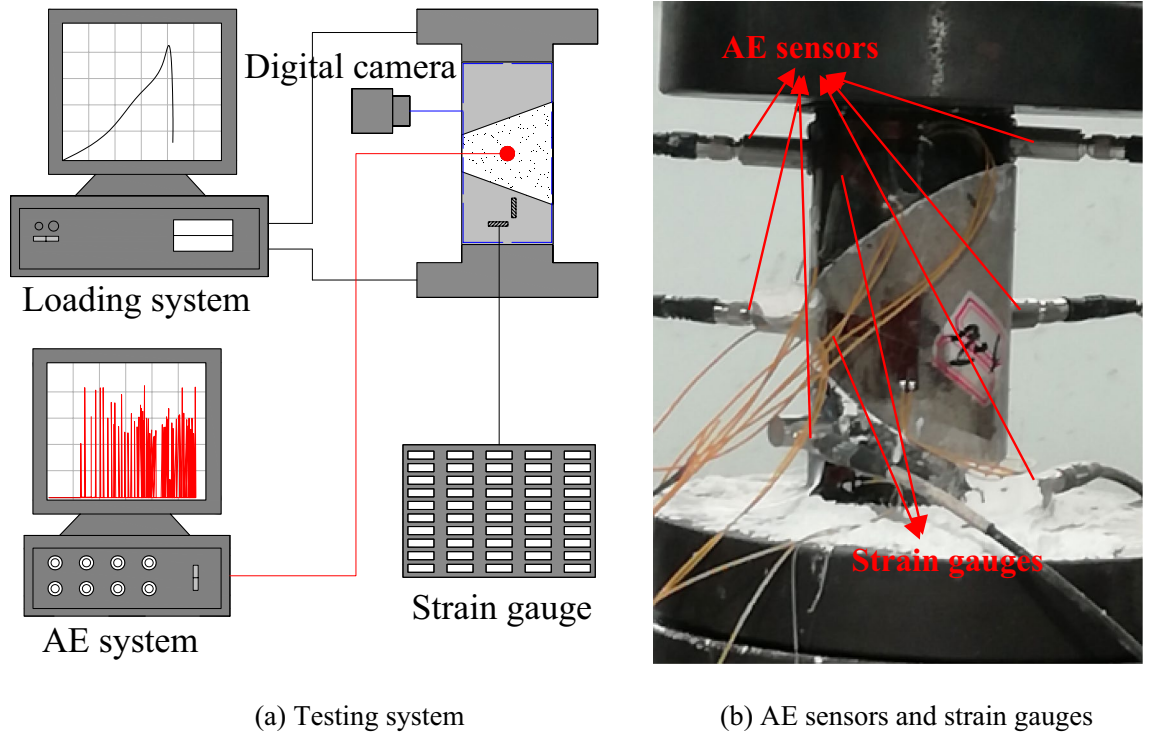 Digital camera
Loading system
AE system
Strain gauge
(a) Testing system
AE sensors
Strain gauges
(b) AE sensors and strain gauges